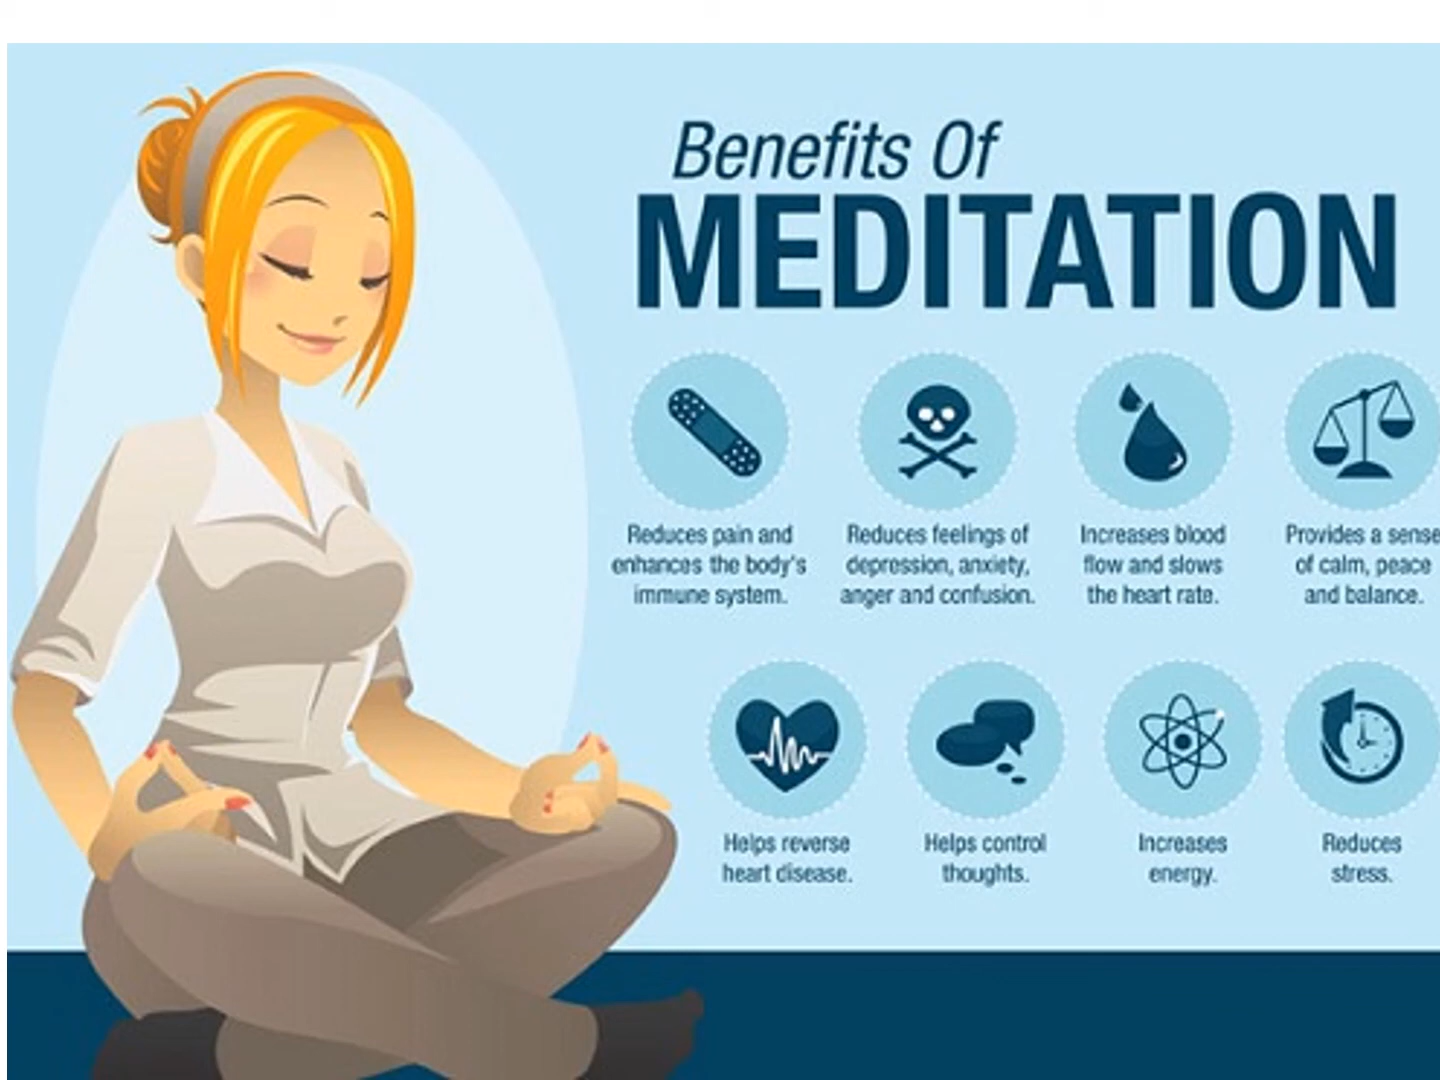 Benefits Of
MEDITATION
Reduces pain and
enhances the body's
immune system.
Reduces feelings of
depression, anxiety,
anger and confusion.
Increases blood
flow and slows
the heart rate.
Provides a sense
of calm, peace
and balance.
Helps reverse
heart disease.
Helps control
thoughts.
Increases
energy.
Reduces
stress.